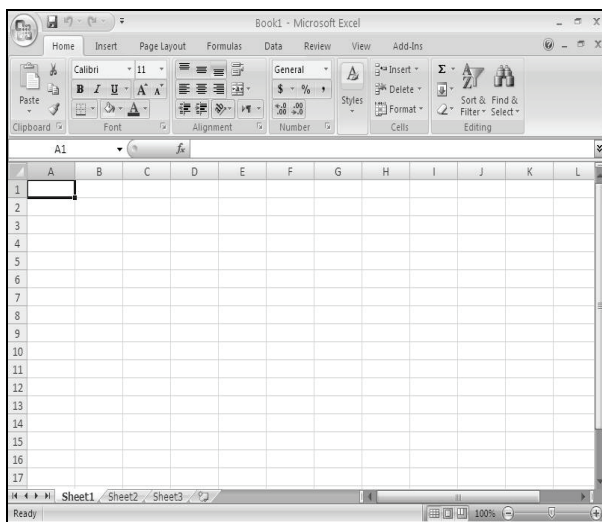 Book1 - Microsoft Excel
Home Insert Page Layout Formulas Data Review View Add-Ins
Calibri 11 General Insert Σ
B I U A A $ % , Delete
Paste Styles Sort & Find &
A .0 .00 .00 .0 Format Filter Select
Clipboard Font Alignment Number Cells Editing
A1 fx
A B C D E F G H I J K L
1
2
3
4
5
6
7
8
9
10
11
12
13
14
15
16
17
Sheet1 Sheet2 Sheet3
Ready 100%